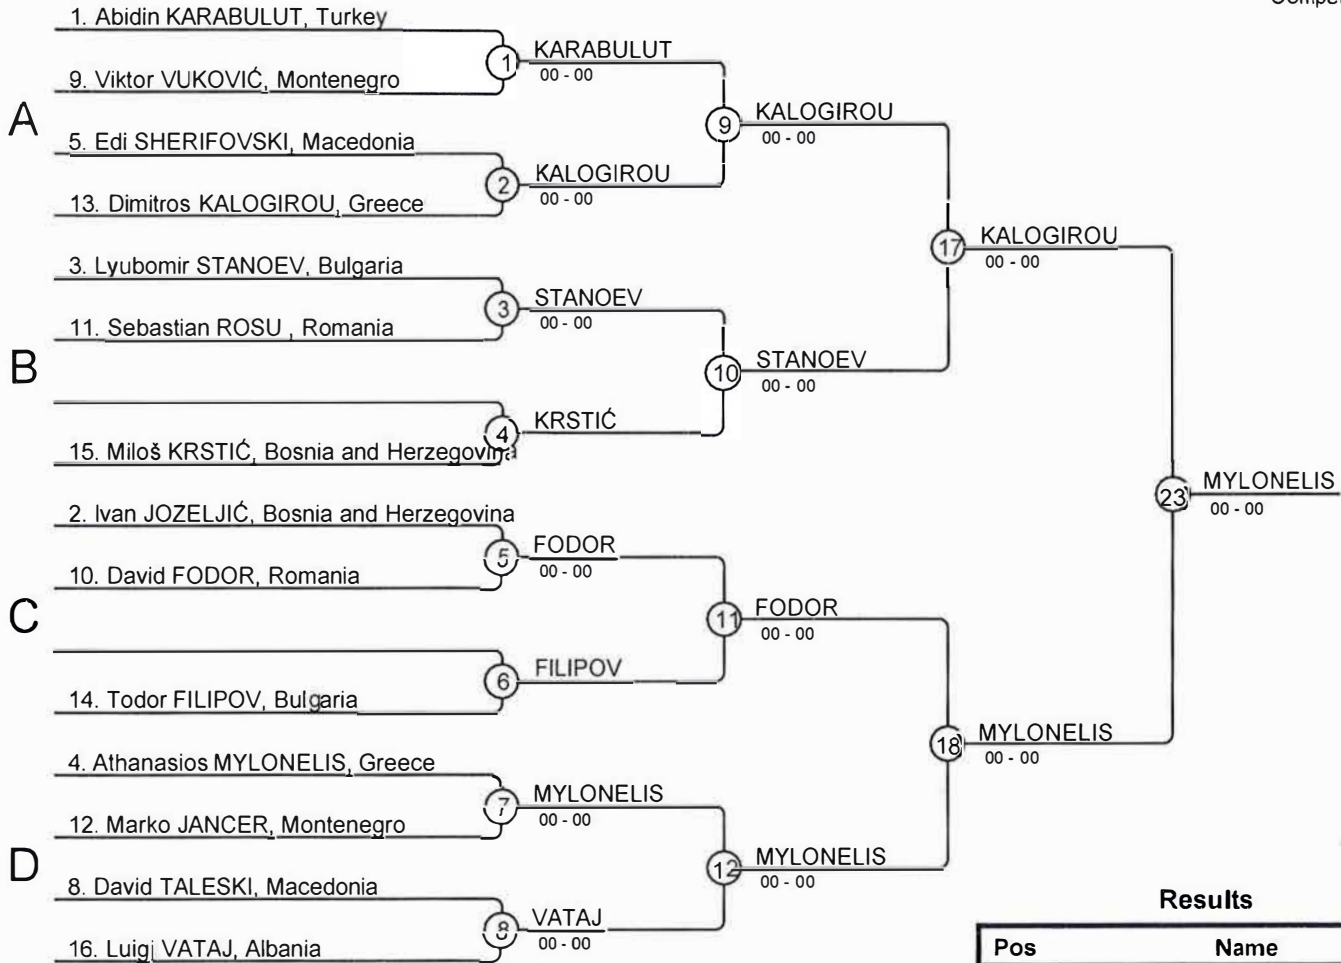 1. Abidin KARABULUT, Turkey
1
KARABULUT
00 - 00
9. Viktor VUKOVIĆ, Montenegro
A
9
KALOGIROU
00 - 00
5. Edi SHERIFOVSKI, Macedonia
2
KALOGIROU
00 - 00
13. Dimitros KALOGIROU, Greece
17
KALOGIROU
00 - 00
3. Lyubomir STANOEV, Bulgaria
3
STANOEV
00 - 00
11. Sebastian ROSU , Romania
B
10
STANOEV
00 - 00
4
KRSTIĆ
15. Miloš KRSTIĆ, Bosnia and Herzegovina
23
MYLONELIS
00 - 00
2. Ivan JOZELJIĆ, Bosnia and Herzegovina
5
FODOR
00 - 00
10. David FODOR, Romania
C
11
FODOR
00 - 00
6
FILIPOV
14. Todor FILIPOV, Bulgaria
18
MYLONELIS
00 - 00
4. Athanasios MYLONELIS, Greece
7
MYLONELIS
00 - 00
12. Marko JANCER, Montenegro
D
12
MYLONELIS
00 - 00
8. David TALESKI, Macedonia
8
VATAJ
00 - 00
16. Luigj VATAJ, Albania
Results
Pos Name